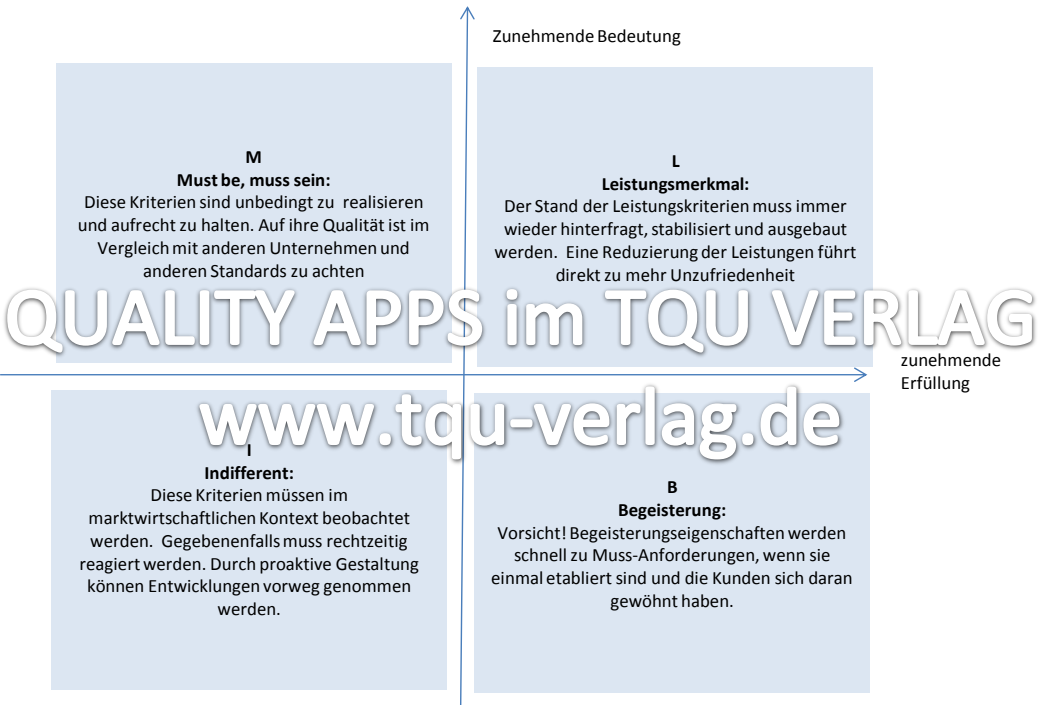 Zunehmende Bedeutung
M
Must be, muss sein:
Diese Kriterien sind unbedingt zu realisieren
und aufrecht zu halten. Auf ihre Qualität ist im
Vergleich mit anderen Unternehmen und
anderen Standards zu achten
L
Leistungsmerkmal:
Der Stand der Leistungskriterien muss immer
wieder hinterfragt, stabilisiert und ausgebaut
werden. Eine Reduzierung der Leistungen führt
direkt zu mehr Unzufriedenheit
QUALITY APPS im TQU VERLAG
zunehmende
Erfüllung
www.tqu-verlag.de
I
Indifferent:
Diese Kriterien müssen im
marktwirtschaftlichen Kontext beobachtet
werden. Gegebenenfalls muss rechtzeitig
reagiert werden. Durch proaktive Gestaltung
können Entwicklungen vorweg genommen
werden.
B
Begeisterung:
Vorsicht! Begeisterungseigenschaften werden
schnell zu Muss-Anforderungen, wenn sie
einmal etabliert sind und die Kunden sich daran
gewöhnt haben.